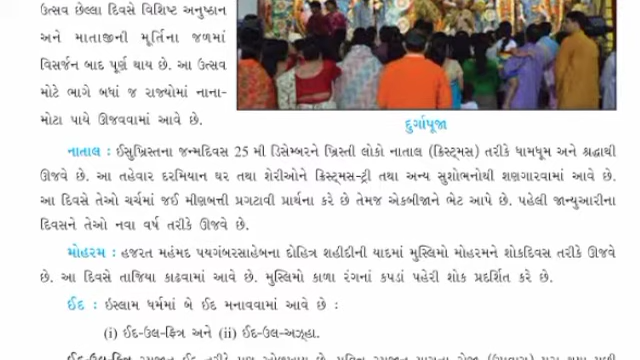 ઉત્સવ છેલ્લા દિવસે વિશિષ્ટ અનુષ્ઠાન
અને માતાજીની મૂર્તિના જળમાં
વિસર્જન બાદ પૂર્ણ થાય છે. આ ઉત્સવ
મોટે ભાગે બધાં જ રાજ્યોમાં નાના-
મોટા પાયે ઊજવવામાં આવે છે.
દુર્ગાપૂજા
નાતાલ : ઈસુખ્રિસ્તના જન્મદિવસ 25 મી ડિસેમ્બરને ખ્રિસ્તી લોકો નાતાલ (ક્રિસ્ટ્મસ) તરીકે ધામધૂમ અને શ્રદ્ધાથી
ઊજવે છે. આ તહેવાર દરમિયાન ઘર તથા શેરીઓને ક્રિસ્ટ્મસ-ટ્રી તથા અન્ય સુશોભનોથી શણગારવામાં આવે છે.
આ દિવસે તેઓ ચર્ચમાં જઈ મીણબત્તી પ્રગટાવી પ્રાર્થના કરે છે તેમજ એકબીજાને ભેટ આપે છે. પહેલી જાન્યુઆરીના
દિવસને તેઓ નવા વર્ષ તરીકે ઊજવે છે.
મોહરમ : હજરત મહંમદ પયગંબરસાહેબના દોહિત્ર શહીદીની યાદમાં મુસ્લિમો મોહરમને શોકદિવસ તરીકે ઊજવે
છે. આ દિવસે તાજિયા કાઢવામાં આવે છે. મુસ્લિમો કાળા રંગનાં કપડાં પહેરી શોક પ્રદર્શિત કરે છે.
ઈદ : ઇસ્લામ ધર્મમાં બે ઈદ મનાવવામાં આવે છે :
(i) ઈદ-ઉલ-ફિત્ર અને (ii) ઈદ-ઉલ-અઝ્હા.